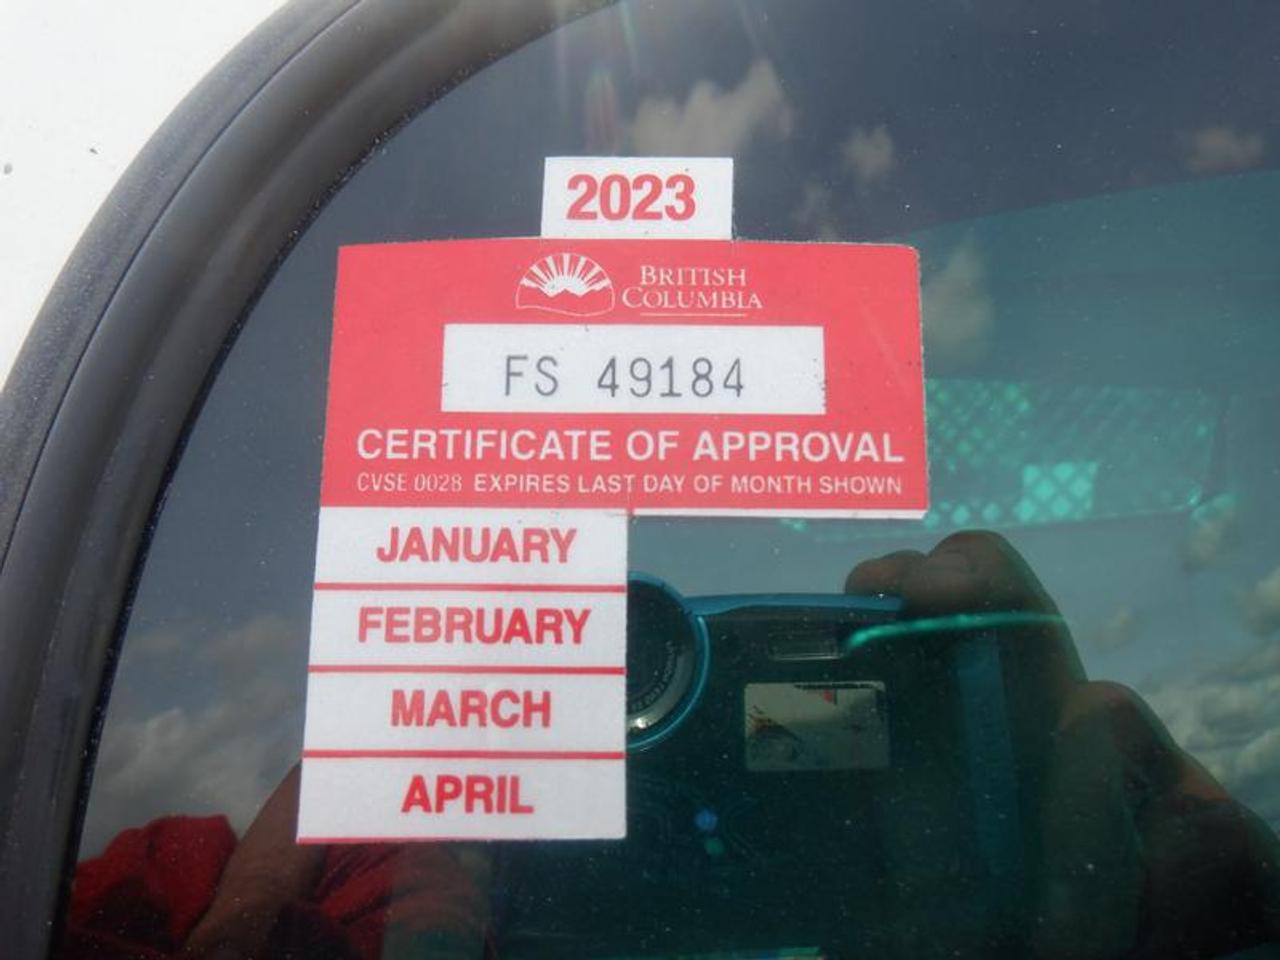 2023
BRITISH
COLUMBIA
FS 49184
CERTIFICATE OF APPROVAL
CVSE 0028 EXPIRES LAST DAY OF MONTH SHOWN
JANUARY
FEBRUARY
MARCH
APRIL